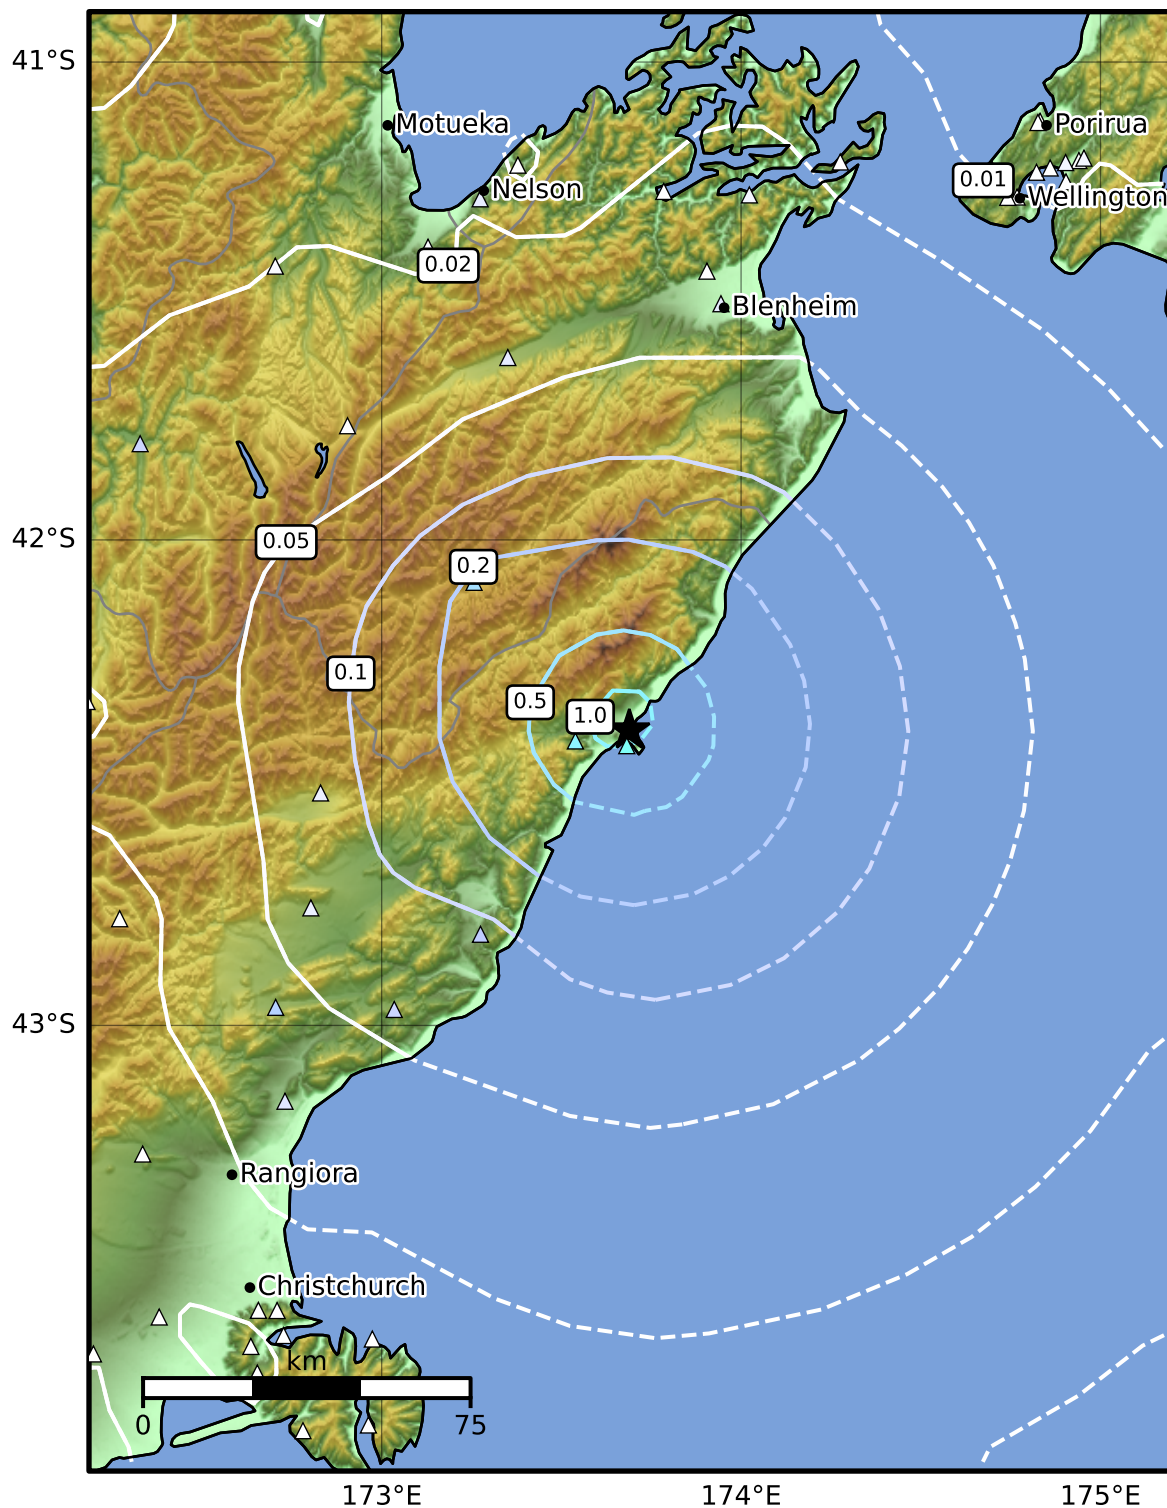 41°S
Motueka
Porirua
0.01
Nelson
Wellington
0.02
Blenheim
42°S
0.05
0.2
0.1
0.5
1.0
43°S
Rangiora
Christchurch
km
0
75
173°E
174°E
175°E